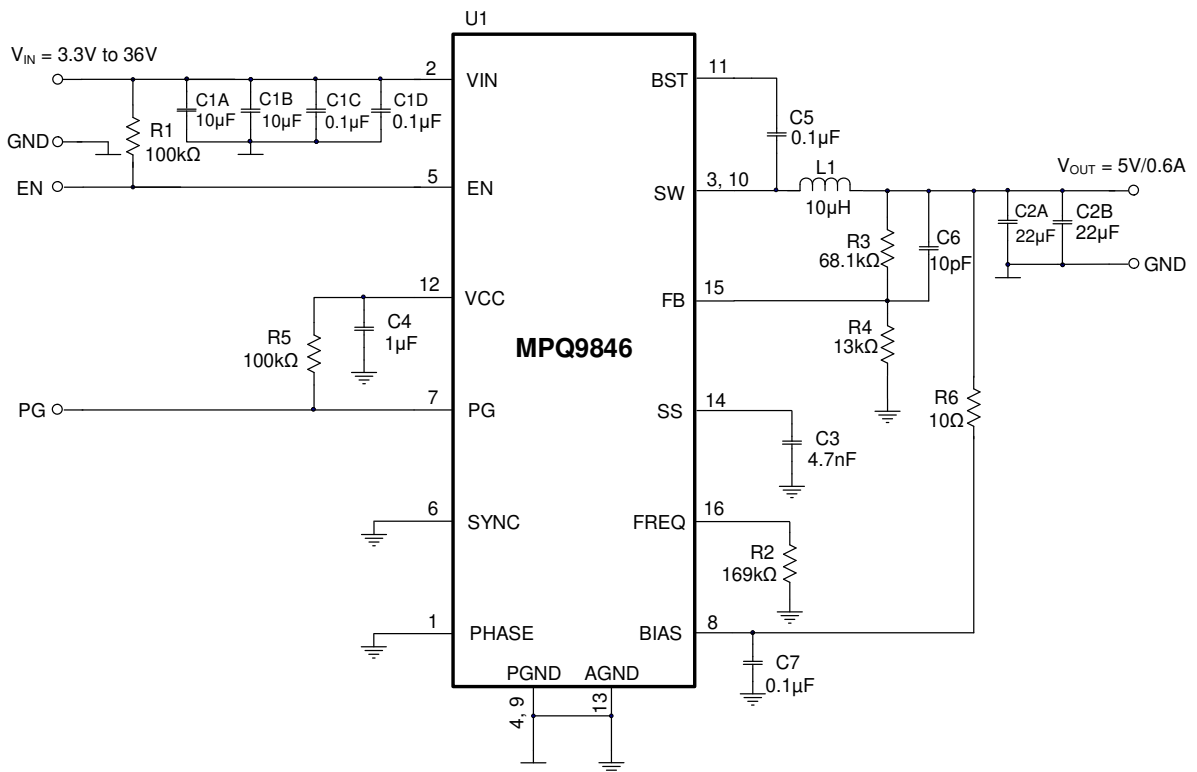 U1
V_IN = 3.3V to 36V
2
VIN
BST
11
C1A
10µF
C1B
10µF
C1C
0.1µF
C1D
0.1µF
C5
0.1µF
GND
R1
100kΩ
EN
5
EN
SW
3, 10
L1
10µH
V_OUT = 5V/0.6A
C2A
22µF
C2B
22µF
R3
68.1kΩ
C6
10pF
GND
12
VCC
FB
15
R5
100kΩ
C4
1µF
MPQ9846
R4
13kΩ
PG
7
PG
SS
14
R6
10Ω
C3
4.7nF
6
SYNC
FREQ
16
R2
169kΩ
1
PHASE
BIAS
8
C7
0.1µF
PGND
AGND
4, 9
13